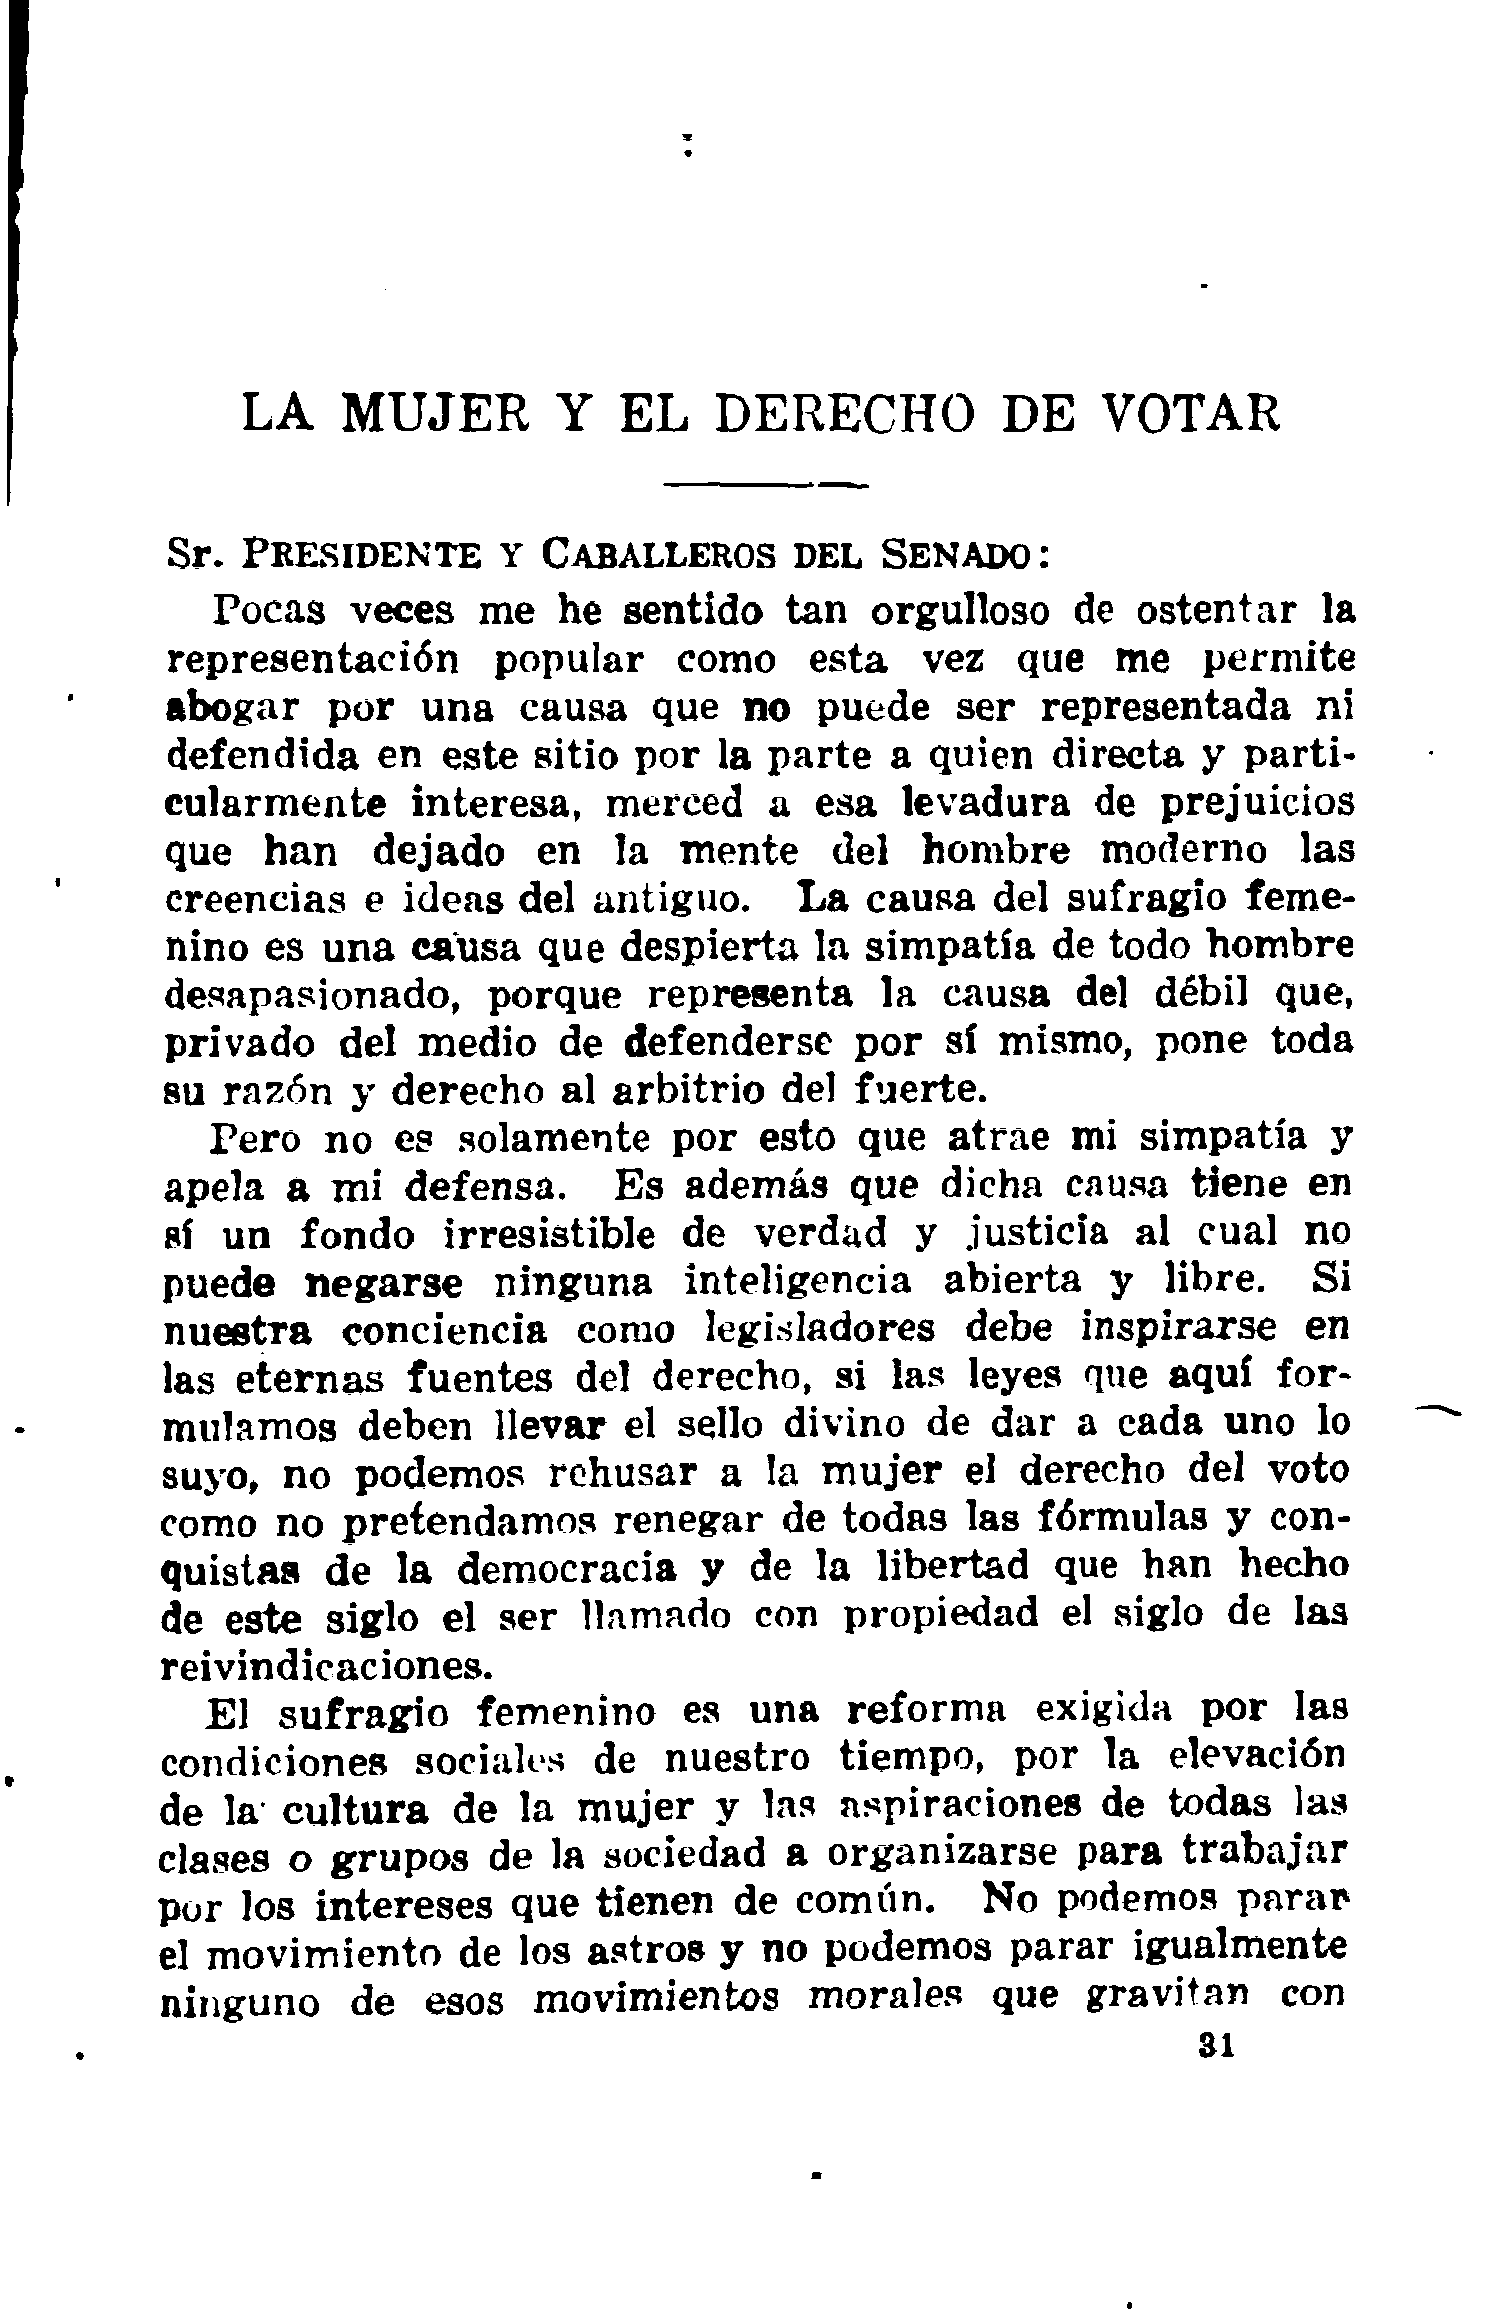 LA MUJER Y EL DERECHO DE VOTAR
Sr. PRESIDENTE Y CABALLEROS DEL SENADO:
Pocas veces me he sentido tan orgulloso de ostentar la
representación popular como esta vez que me permite
abogar por una causa que no puede ser representada ni
defendida en este sitio por la parte a quien directa y parti-
cularmente interesa, merced a esa levadura de prejuicios
que han dejado en la mente del hombre moderno las
creencias e ideas del antiguo. La causa del sufragio feme-
nino es una causa que despierta la simpatía de todo hombre
desapasionado, porque representa la causa del débil que,
privado del medio de defenderse por sí mismo, pone toda
su razón y derecho al arbitrio del fuerte.
Pero no es solamente por esto que atrae mi simpatía y
apela a mi defensa. Es además que dicha causa tiene en
sí un fondo irresistible de verdad y justicia al cual no
puede negarse ninguna inteligencia abierta y libre. Si
nuestra conciencia como legisladores debe inspirarse en
las eternas fuentes del derecho, si las leyes que aquí for-
mulamos deben llevar el sello divino de dar a cada uno lo
suyo, no podemos rehusar a la mujer el derecho del voto
como no pretendamos renegar de todas las fórmulas y con-
quistas de la democracia y de la libertad que han hecho
de este siglo el ser llamado con propiedad el siglo de las
reivindicaciones.
El sufragio femenino es una reforma exigida por las
condiciones sociales de nuestro tiempo, por la elevación
de la cultura de la mujer y las aspiraciones de todas las
clases o grupos de la sociedad a organizarse para trabajar
por los intereses que tienen de común. No podemos parar
el movimiento de los astros y no podemos parar igualmente
ninguno de esos movimientos morales que gravitan con
31